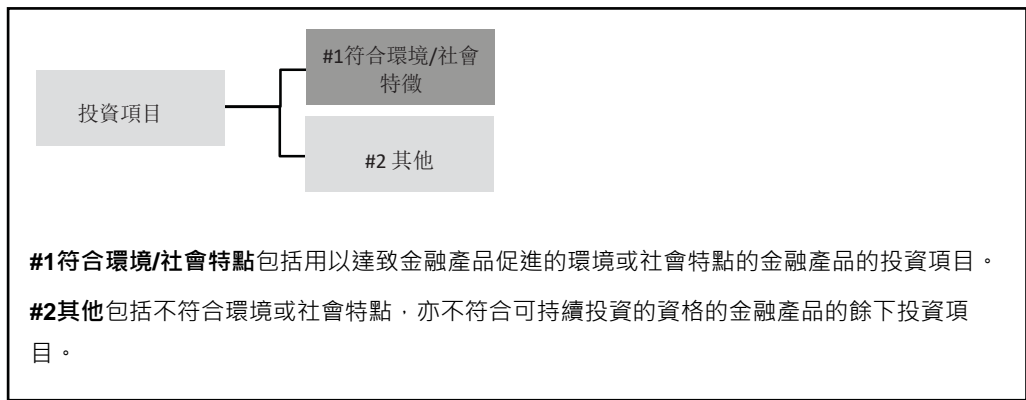 #1符合環境/社會
特徵
投資項目
#2 其他
#1符合環境/社會特點包括用以達致金融產品促進的環境或社會特點的金融產品的投資項目。
#2其他包括不符合環境或社會特點，亦不符合可持續投資的資格的金融產品的餘下投資項
目。